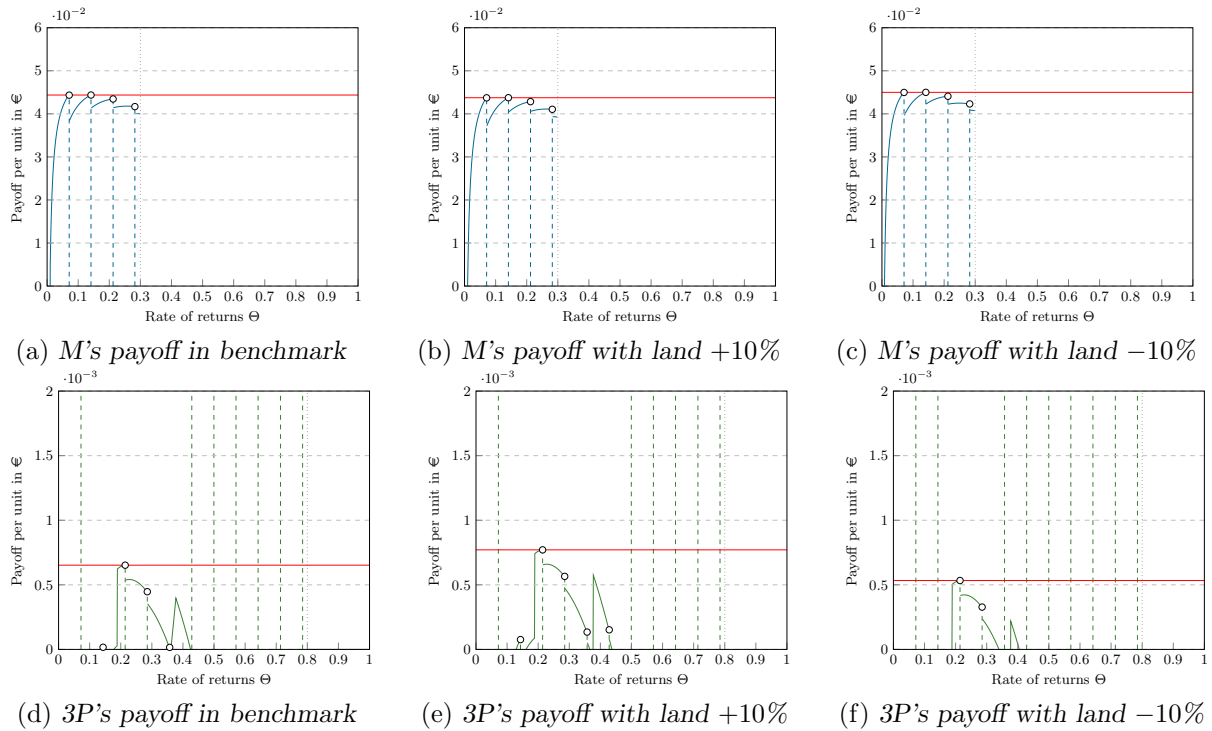 ·10⁻² ·10⁻² ·10⁻²
6 6 6
5 5 5
4 4 4
3 3 3
2 2 2
1 1 1
0 0 0
Payoff per unit in € Payoff per unit in € Payoff per unit in €
0 0.1 0.2 0.3 0.4 0.5 0.6 0.7 0.8 0.9 1 0 0.1 0.2 0.3 0.4 0.5 0.6 0.7 0.8 0.9 1 0 0.1 0.2 0.3 0.4 0.5 0.6 0.7 0.8 0.9 1
Rate of returns Θ Rate of returns Θ Rate of returns Θ
(a) M's payoff in benchmark (b) M's payoff with land +10% (c) M's payoff with land −10%
·10⁻³ ·10⁻³ ·10⁻³
2 2 2
1.5 1.5 1.5
1 1 1
0.5 0.5 0.5
0 0 0
Payoff per unit in € Payoff per unit in € Payoff per unit in €
0 0.1 0.2 0.3 0.4 0.5 0.6 0.7 0.8 0.9 1 0 0.1 0.2 0.3 0.4 0.5 0.6 0.7 0.8 0.9 1 0 0.1 0.2 0.3 0.4 0.5 0.6 0.7 0.8 0.9 1
Rate of returns Θ Rate of returns Θ Rate of returns Θ
(d) 3P's payoff in benchmark (e) 3P's payoff with land +10% (f) 3P's payoff with land −10%